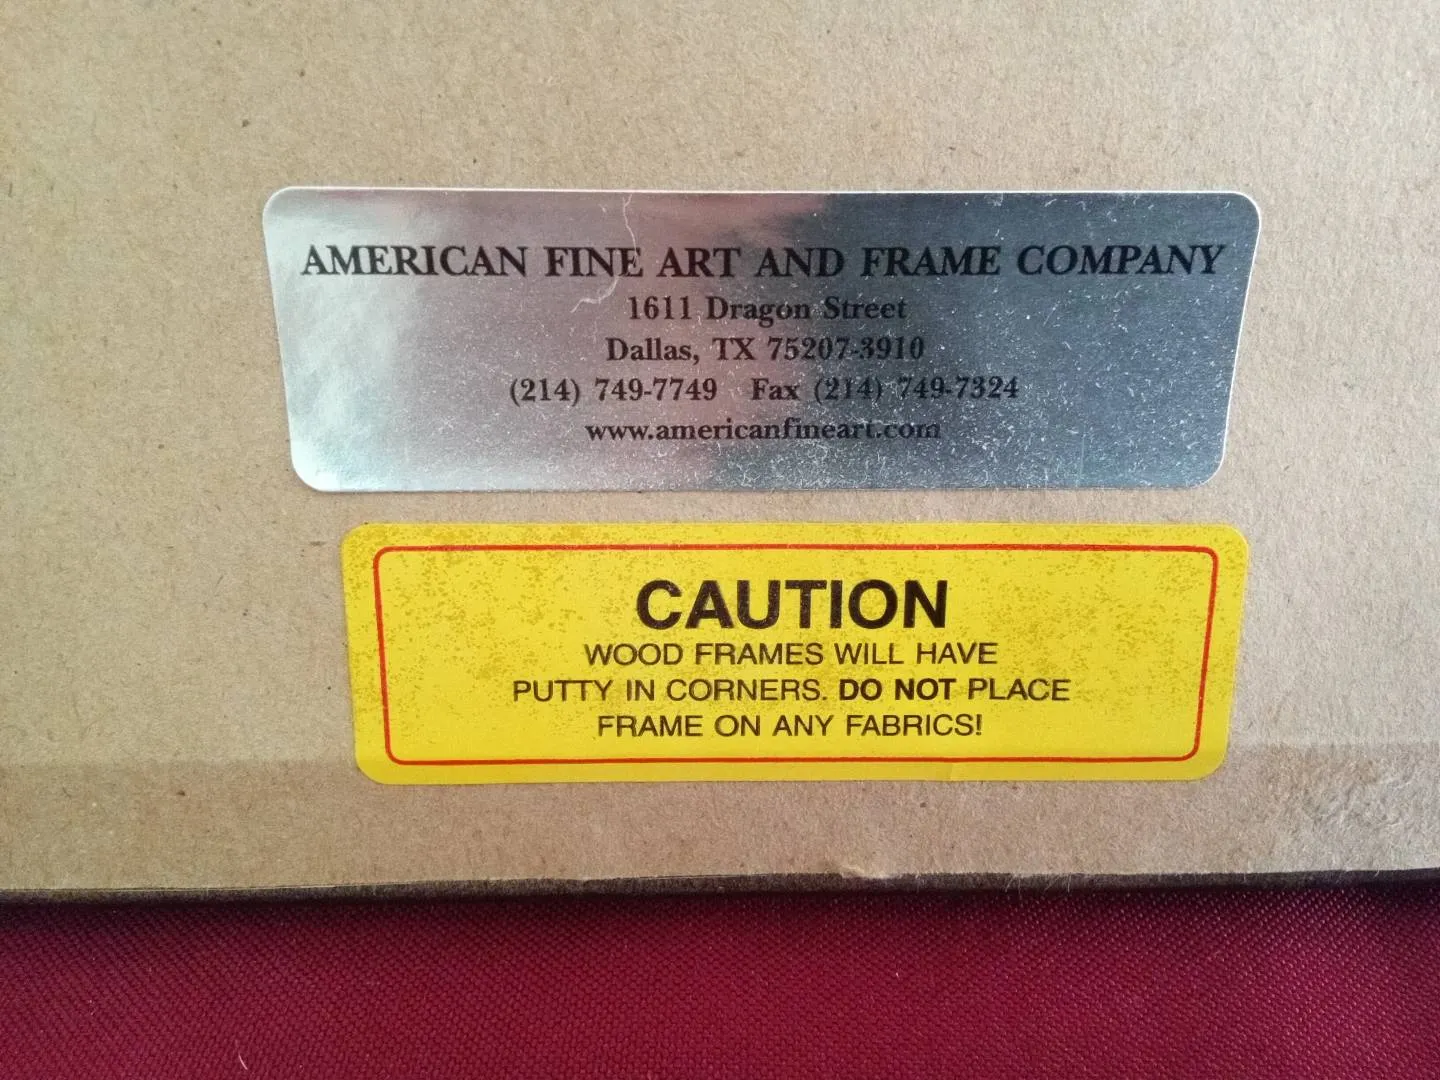 AMERICAN FINE ART AND FRAME COMPANY
1611 Dragon Street
Dallas, TX 75207-3910
(214) 749-7749 Fax (214) 749-7324
www.americanfineart.com
CAUTION
WOOD FRAMES WILL HAVE
PUTTY IN CORNERS. DO NOT PLACE
FRAME ON ANY FABRICS!